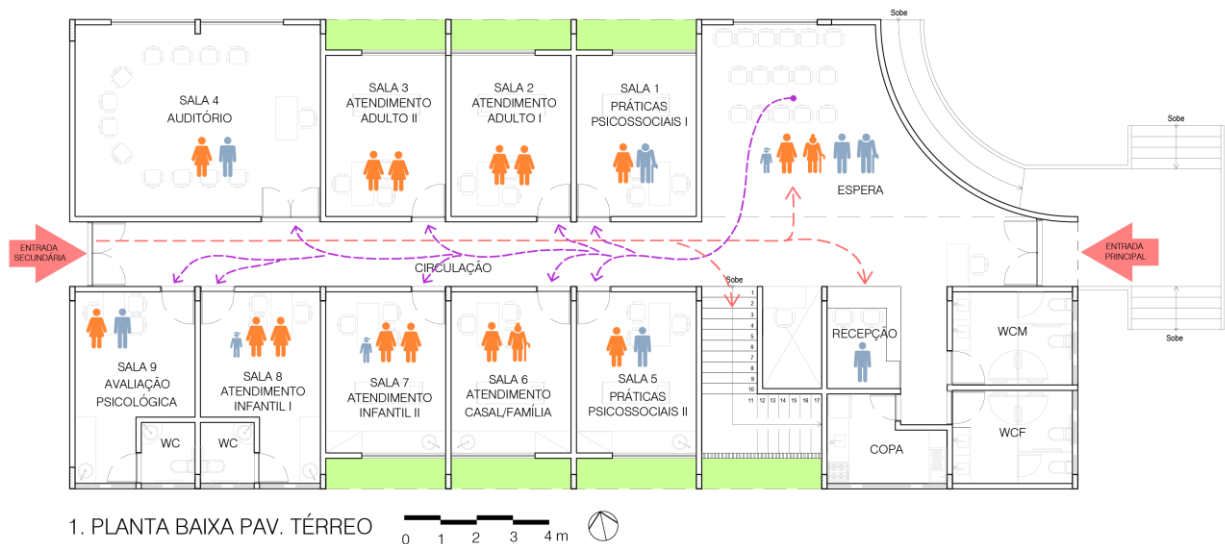 Sobe
SALA 4
AUDITÓRIO
SALA 3
ATENDIMENTO
ADULTO II
SALA 2
ATENDIMENTO
ADULTO I
SALA 1
PRÁTICAS
PSICOSSOCIAIS I
ESPERA
Sobe
ENTRADA
SECUNDÁRIA
CIRCULAÇÃO
ENTRADA
PRINCIPAL
Sobe
1
2
3
4
5
6
7
8
9
10
11 12 13 14 15 16 17
RECEPÇÃO
WCM
Sobe
SALA 9
AVALIAÇÃO
PSICOLÓGICA
SALA 8
ATENDIMENTO
INFANTIL I
SALA 7
ATENDIMENTO
INFANTIL II
SALA 6
ATENDIMENTO
CASAL/FAMÍLIA
SALA 5
PRÁTICAS
PSICOSSOCIAIS II
WC
WC
COPA
WCF
1. PLANTA BAIXA PAV. TÉRREO
0 1 2 3 4 m